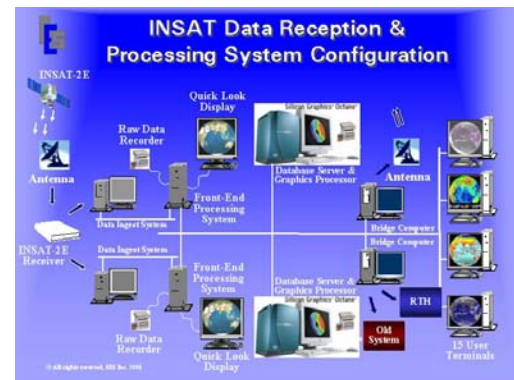 INSAT Data Reception &
Processing System Configuration
INSAT-2E
Quick Look
Display
Raw Data
Recorder
Silicon Graphics Octane
Antenna
Front-End
Processing
System
Database Server &
Graphics Processor
Antenna
Data Ingest System
Bridge Computer
INSAT-2E
Receiver
Data Ingest System
Bridge Computer
Front-End
Processing
System
Database Server &
Graphics Processor
Silicon Graphics Octane
RTH
Raw Data
Recorder
Quick Look
Display
Old
System
15 User
Terminals
© All rights reserved,